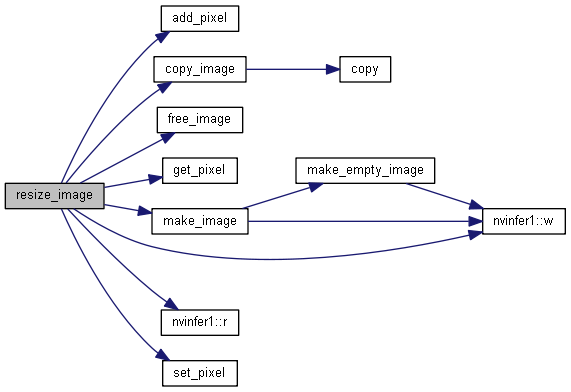 add_pixel
copy_image
copy
free_image
get_pixel
make_empty_image
resize_image
make_image
nvinfer1::w
nvinfer1::r
set_pixel